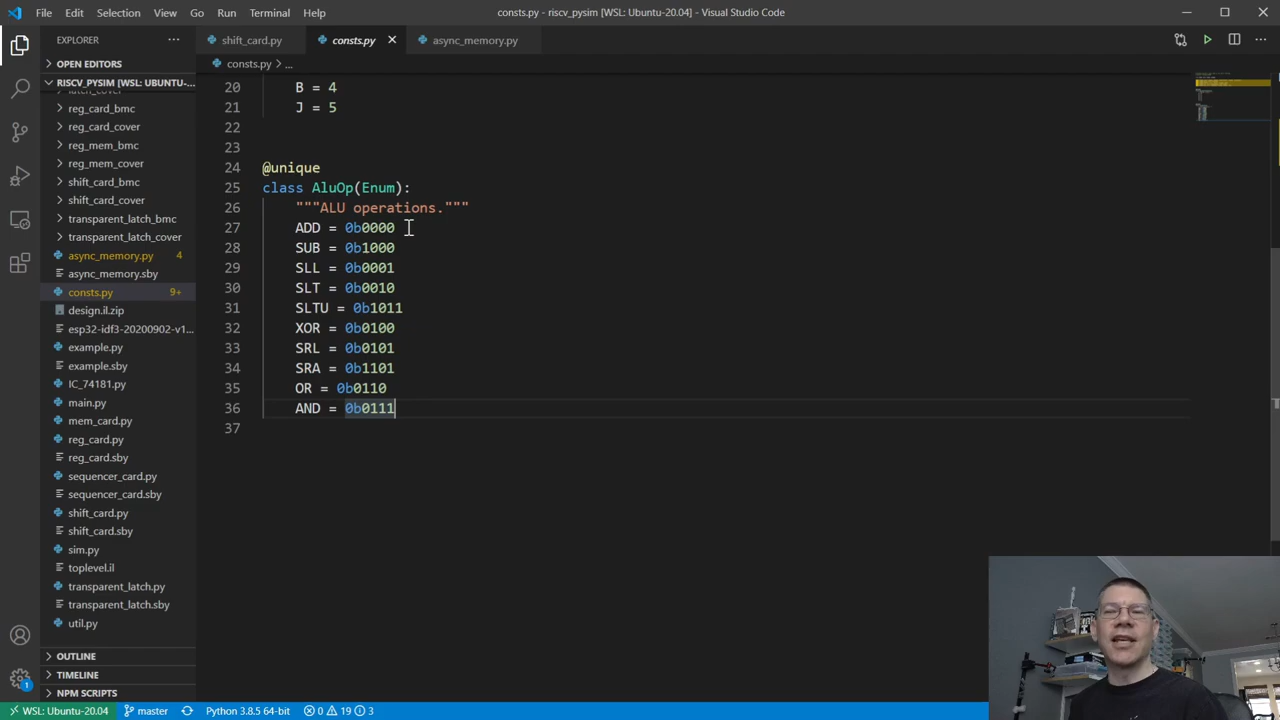 File Edit Selection View Go Run Terminal Help
consts.py - riscv_pysim [WSL: Ubuntu-20.04] - Visual Studio Code
EXPLORER
shift_card.py
consts.py
async_memory.py
OPEN EDITORS
consts.py > ...
RISCV_PYSIM [WSL: UBUNTU-...
latch_cover
reg_card_bmc
reg_card_cover
reg_mem_bmc
reg_mem_cover
shift_card_bmc
shift_card_cover
transparent_latch_bmc
transparent_latch_cover
async_memory.py 4
async_memory.sby
consts.py 9+
design.il.zip
esp32-idf3-20200902-v1...
example.py
example.sby
IC_74181.py
main.py
mem_card.py
reg_card.py
reg_card.sby
sequencer_card.py
sequencer_card.sby
shift_card.py
shift_card.sby
sim.py
toplevel.il
transparent_latch.py
transparent_latch.sby
util.py
OUTLINE
TIMELINE
NPM SCRIPTS
20 B = 4
21 J = 5
22
23
24 @unique
25 class AluOp(Enum):
26 """ALU operations."""
27 ADD = 0b0000
28 SUB = 0b1000
29 SLL = 0b0001
30 SLT = 0b0010
31 SLTU = 0b1011
32 XOR = 0b0100
33 SRL = 0b0101
34 SRA = 0b1101
35 OR = 0b0110
36 AND = 0b0111
37
1
WSL: Ubuntu-20.04 master Python 3.8.5 64-bit 0 19 3